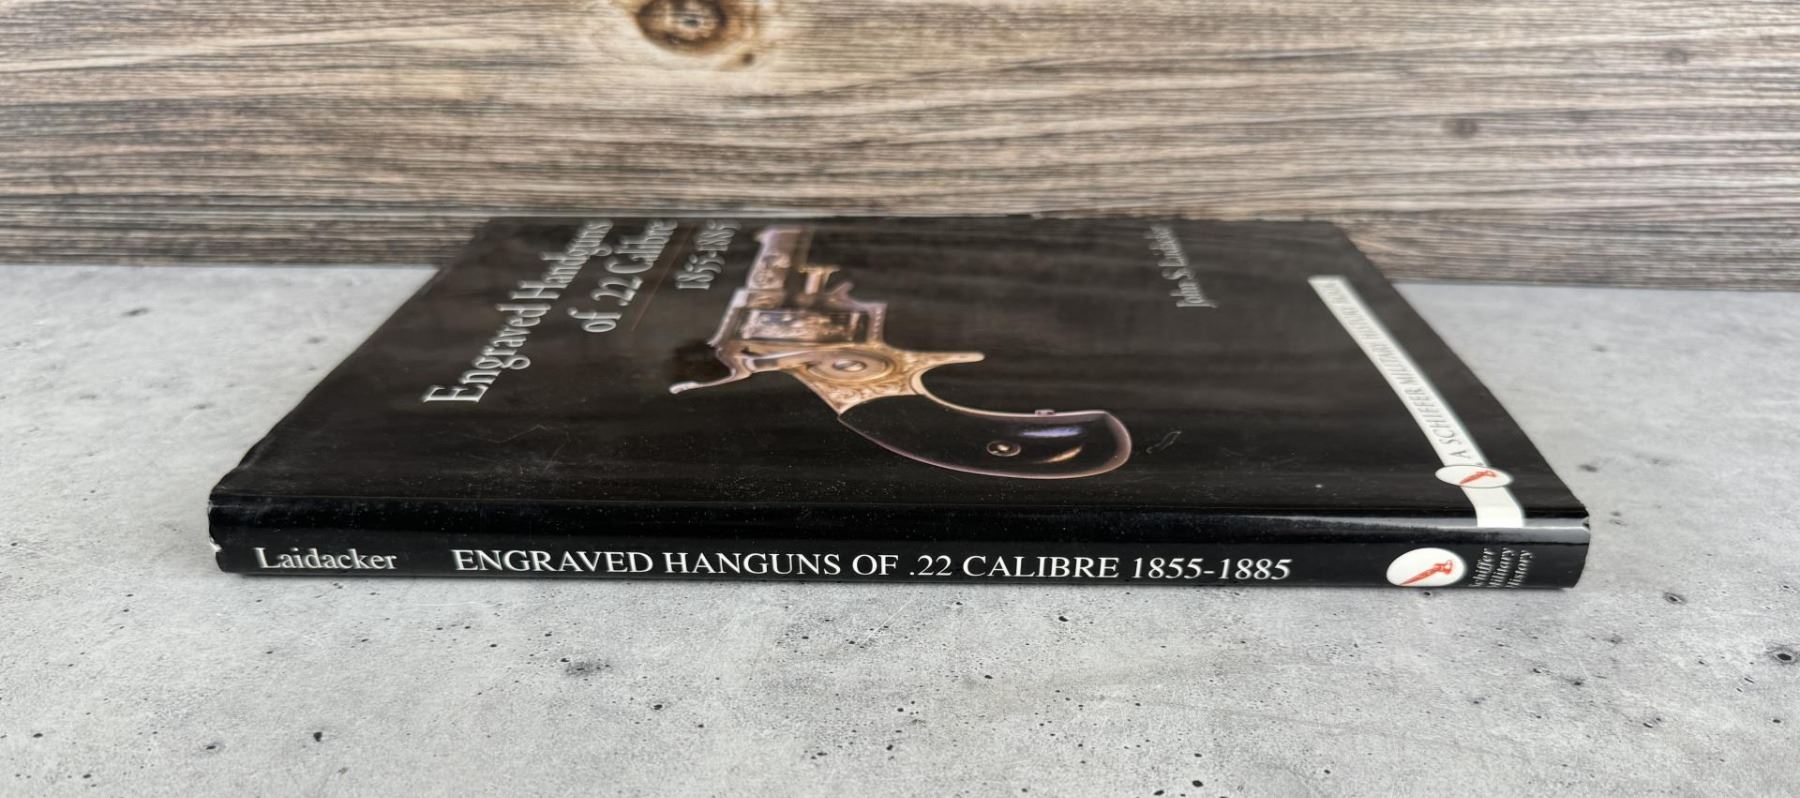 Engraved Handguns
of .22 Calibre
1855-1885
John S. Laidacker
A SCHIFFER MILITARY HISTORY BOOK
Laidacker ENGRAVED HANGUNS OF .22 CALIBRE 1855-1885
Schiffer
Military
History